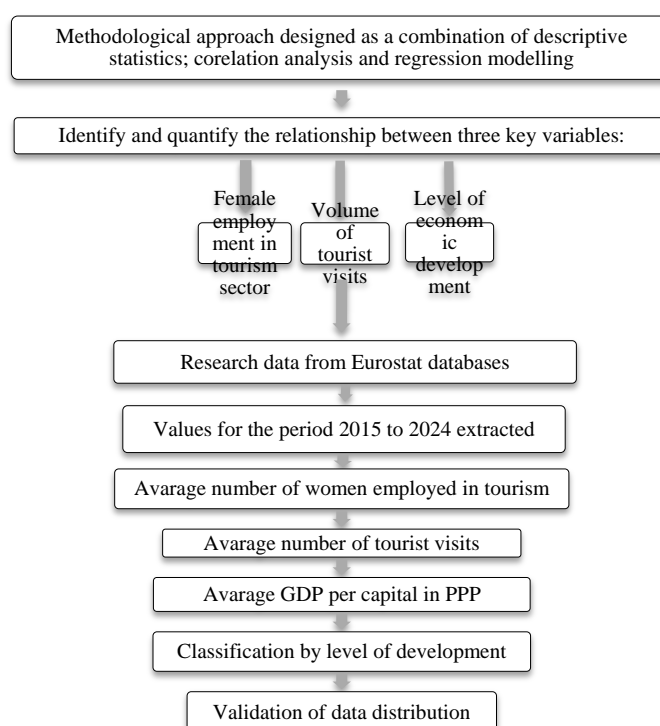 Methodological approach designed as a combination of descriptive
statistics; corelation analysis and regression modelling
Identify and quantify the relationship between three key variables:
Female
employ
ment in
tourism
sector
Volume
of
tourist
visits
Level of
econom
ic
develop
ment
Research data from Eurostat databases
Values for the period 2015 to 2024 extracted
Avarage number of women employed in tourism
Avarage number of tourist visits
Avarage GDP per capital in PPP
Classification by level of development
Validation of data distribution